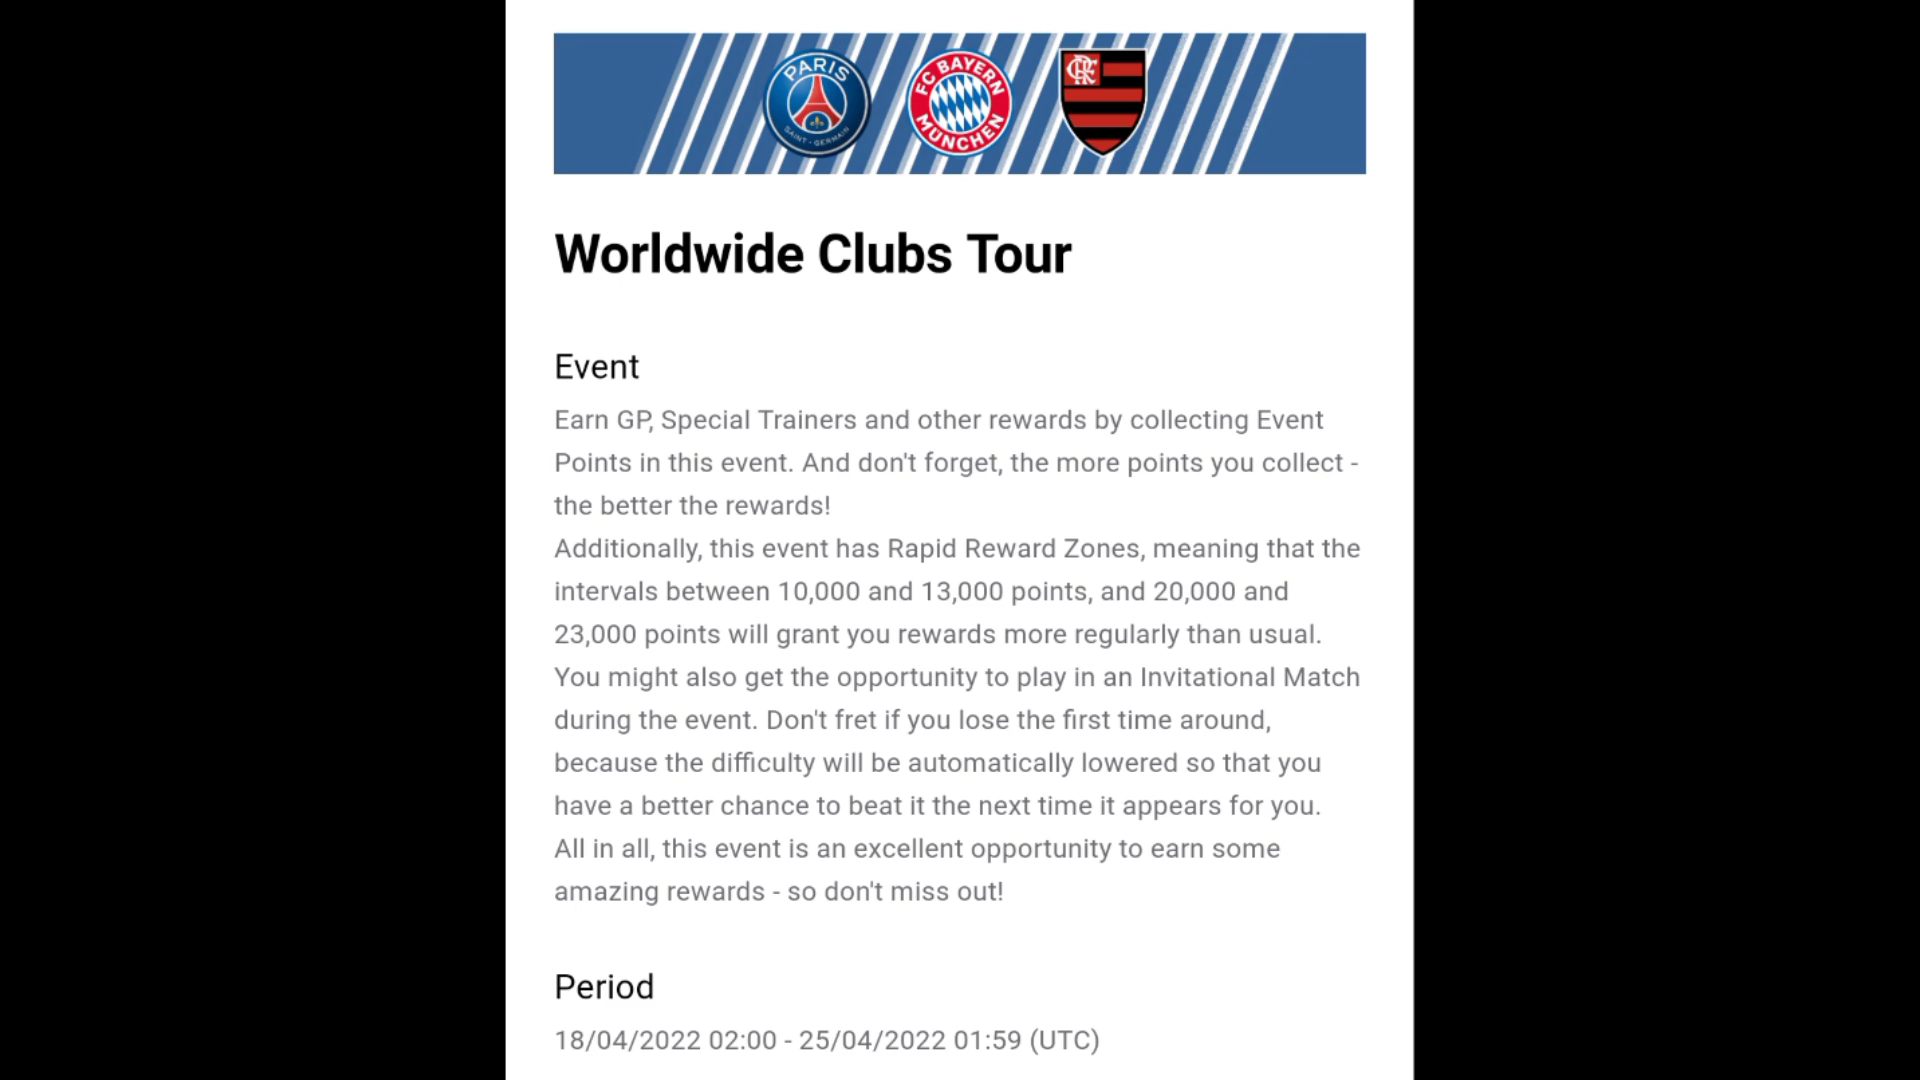 PARIS
SAINT-GERMAIN
FC BAYERN
MÜNCHEN
CRF
Worldwide Clubs Tour
Event
Earn GP, Special Trainers and other rewards by collecting Event
Points in this event. And don't forget, the more points you collect -
the better the rewards!
Additionally, this event has Rapid Reward Zones, meaning that the
intervals between 10,000 and 13,000 points, and 20,000 and
23,000 points will grant you rewards more regularly than usual.
You might also get the opportunity to play in an Invitational Match
during the event. Don't fret if you lose the first time around,
because the difficulty will be automatically lowered so that you
have a better chance to beat it the next time it appears for you.
All in all, this event is an excellent opportunity to earn some
amazing rewards - so don't miss out!
Period
18/04/2022 02:00 - 25/04/2022 01:59 (UTC)